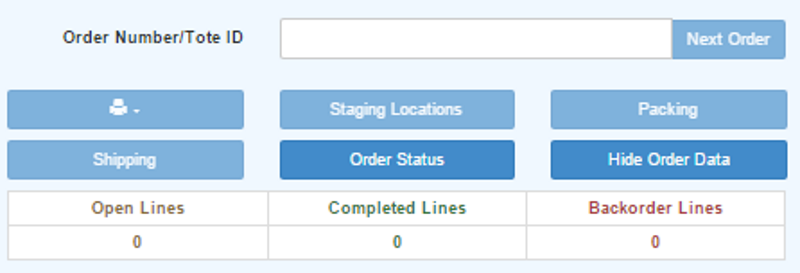 Order Number/Tote ID
Next Order
Staging Locations
Packing
Shipping
Order Status
Hide Order Data
Open Lines
Completed Lines
Backorder Lines
0
0
0